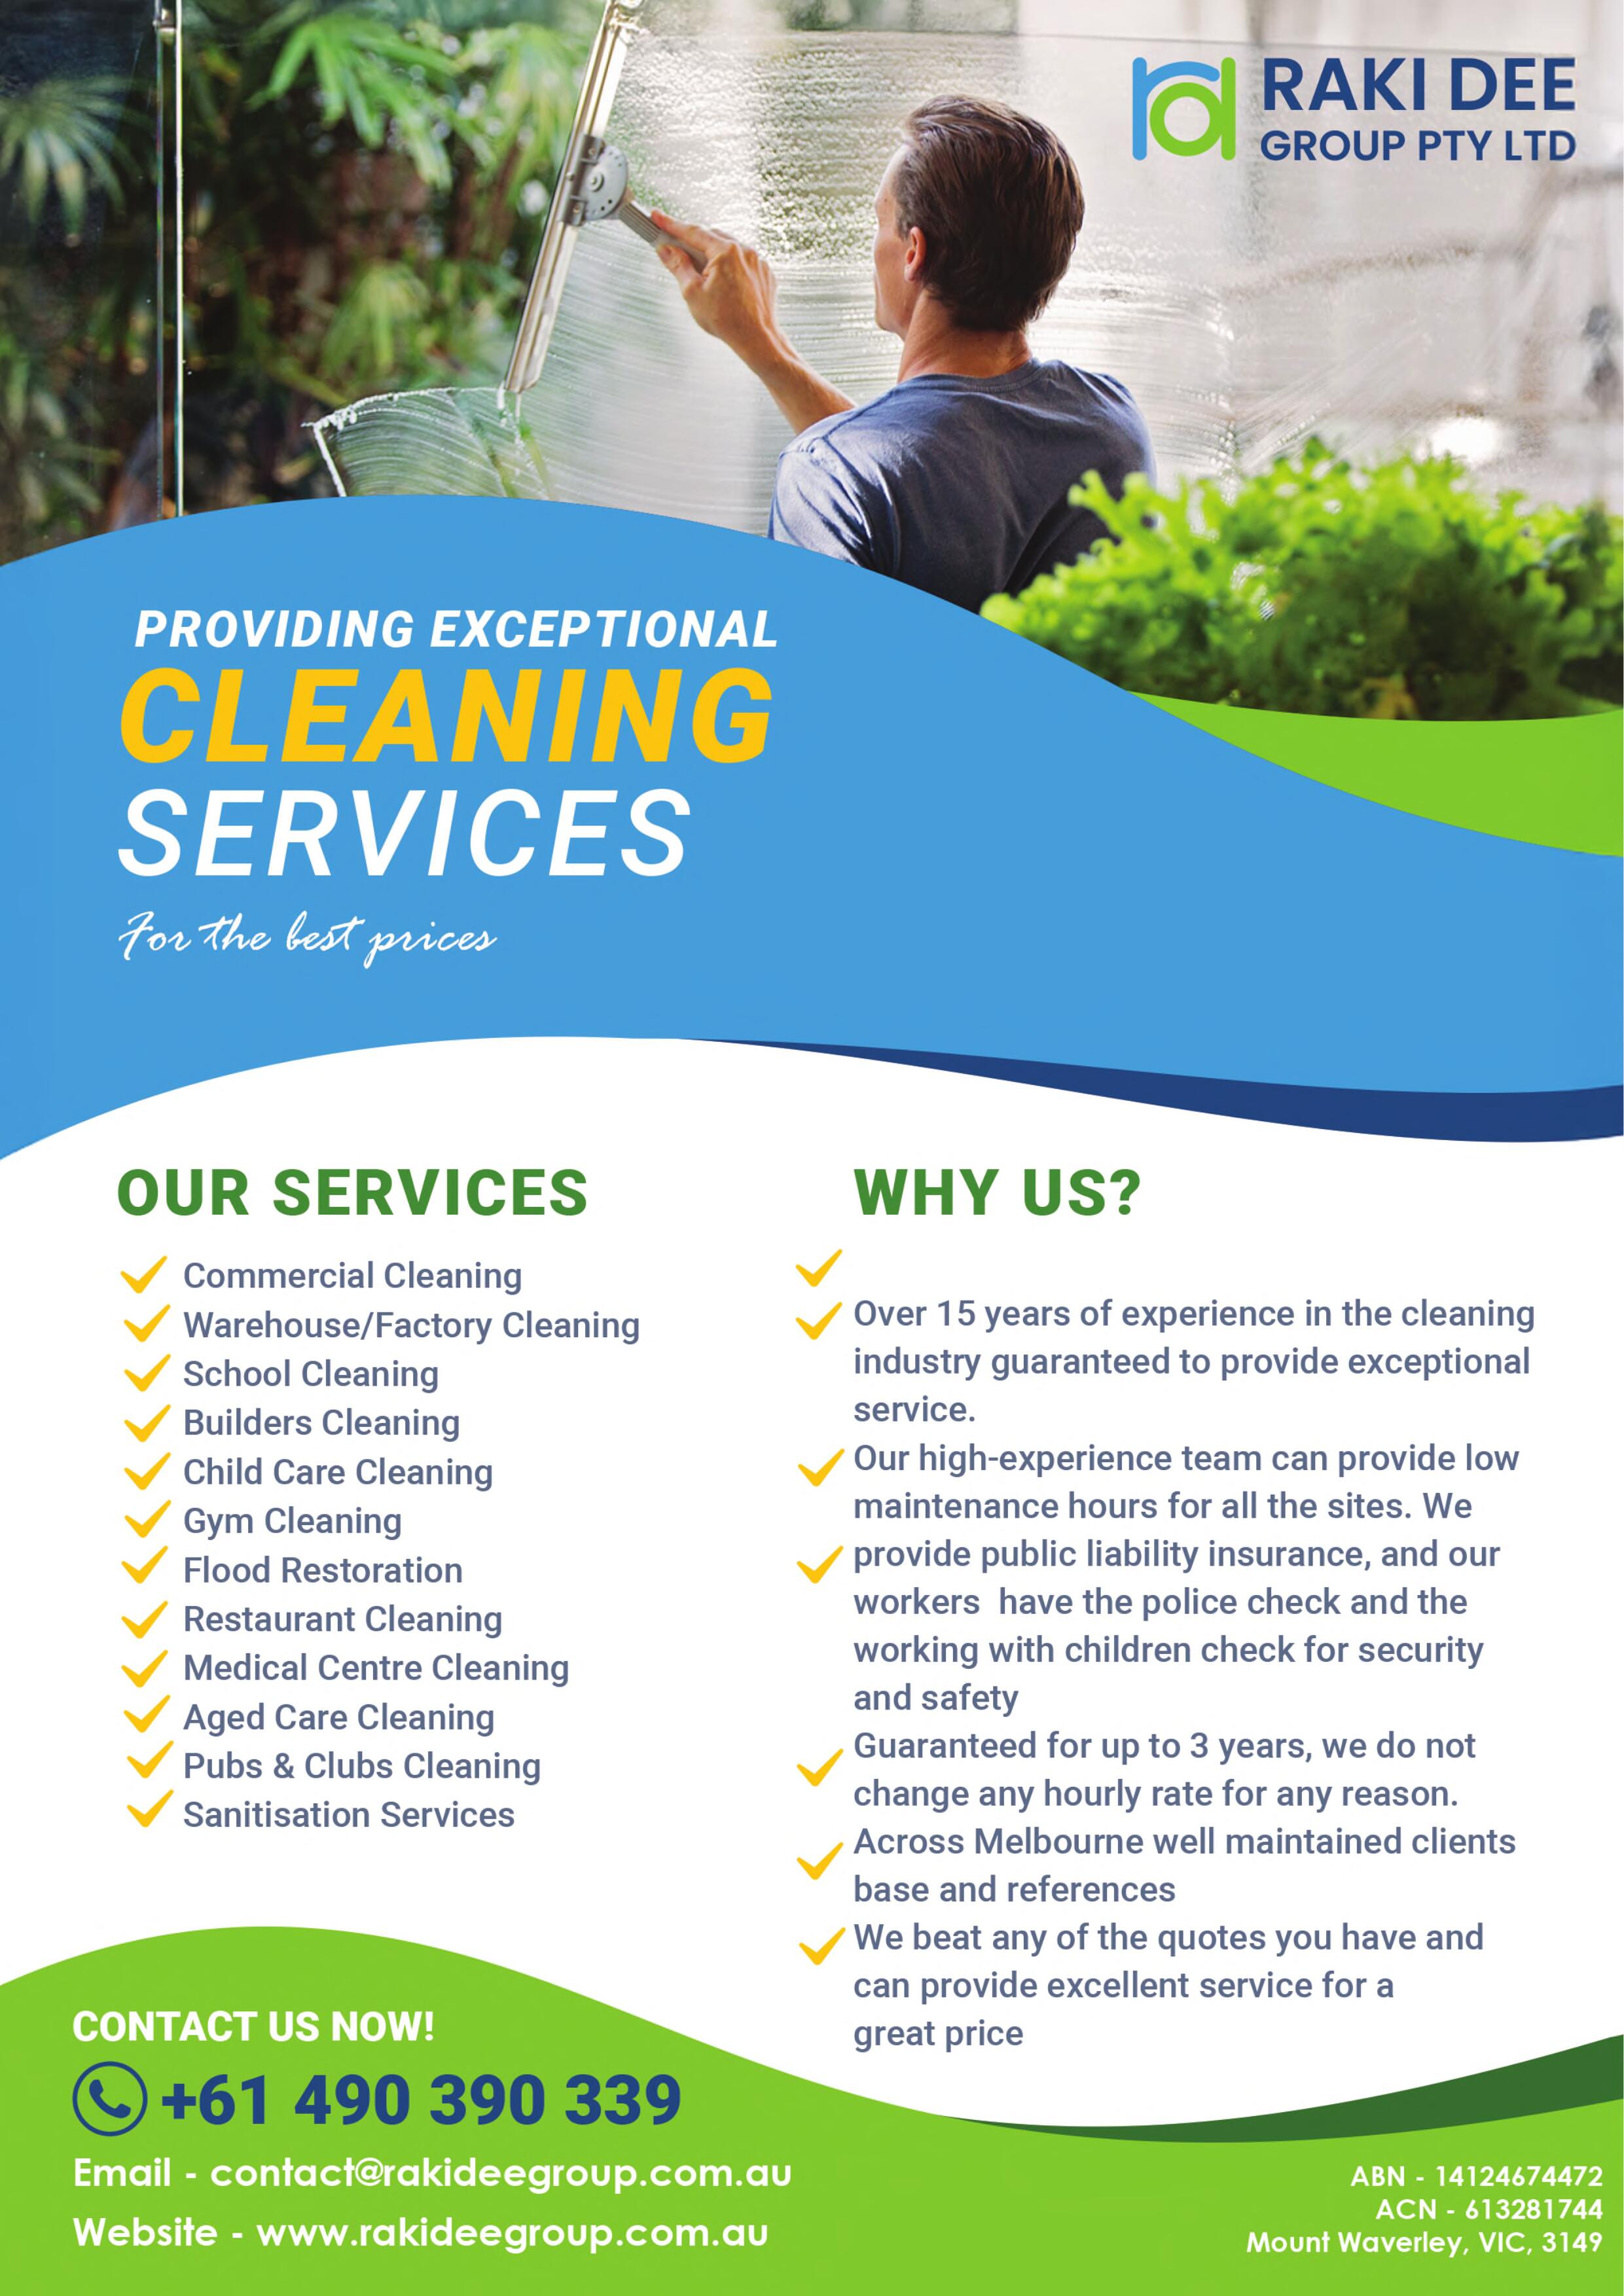 RAKI DEE
GROUP PTY LTD
PROVIDING EXCEPTIONAL
CLEANING
SERVICES
For the best prices
OUR SERVICES
Commercial Cleaning
Warehouse/Factory Cleaning
School Cleaning
Builders Cleaning
Child Care Cleaning
Gym Cleaning
Flood Restoration
Restaurant Cleaning
Medical Centre Cleaning
Aged Care Cleaning
Pubs & Clubs Cleaning
Sanitisation Services
WHY US?
Over 15 years of experience in the cleaning
industry guaranteed to provide exceptional
service.
Our high-experience team can provide low
maintenance hours for all the sites. We
provide public liability insurance, and our
workers  have the police check and the
working with children check for security
and safety
Guaranteed for up to 3 years, we do not
change any hourly rate for any reason.
Across Melbourne well maintained clients
base and references
We beat any of the quotes you have and
can provide excellent service for a
great price
CONTACT US NOW!
+61 490 390 339
Email - contact@rakideegroup.com.au
Website - www.rakideegroup.com.au
ABN - 14124674472
ACN - 613281744
Mount Waverley, VIC, 3149